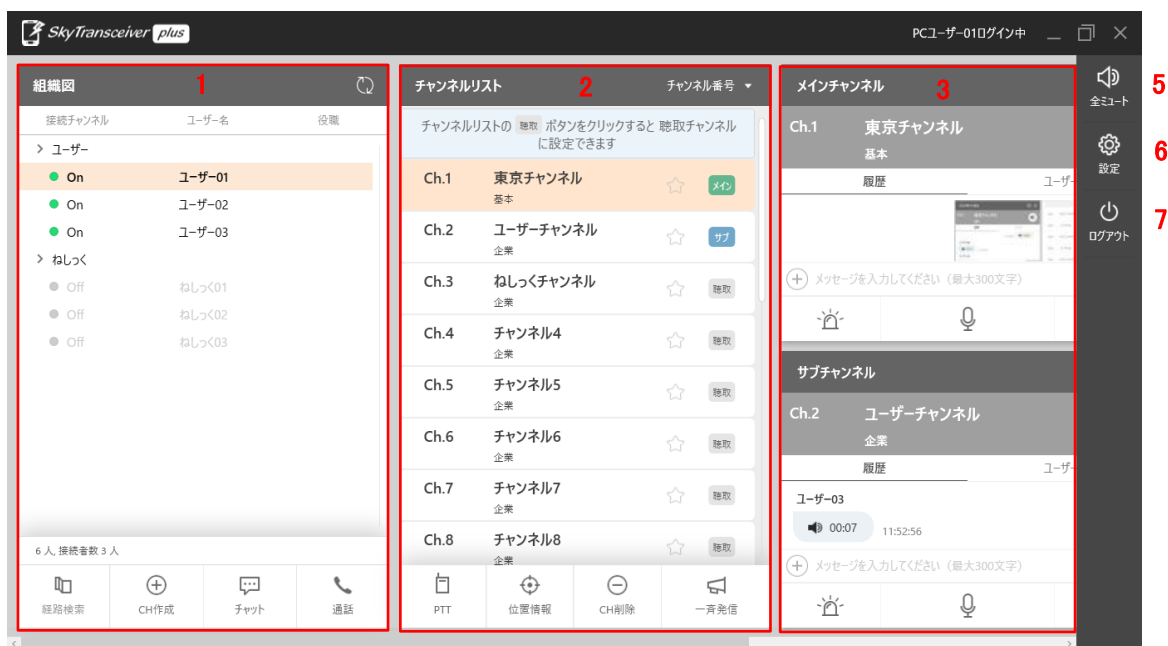 SkyTransceiver plus
PCユーザー01ログイン中
組織図
1
接続チャンネル ユーザー名 役職
ユーザー
On ユーザー01
On ユーザー02
On ユーザー03
ねしっく
Off ねしっく01
Off ねしっく02
Off ねしっく03
6 人, 接続者数 3 人
経路検索 CH作成 チャット 通話
チャンネルリスト
2
チャンネル番号
チャンネルリストの 聴取 ボタンをクリックすると 聴取チャンネル
に設定できます
Ch.1 東京チャンネル メイン
基本
Ch.2 ユーザーチャンネル サブ
企業
Ch.3 ねしっくチャンネル 聴取
企業
Ch.4 チャンネル4 聴取
企業
Ch.5 チャンネル5 聴取
企業
Ch.6 チャンネル6 聴取
企業
Ch.7 チャンネル7 聴取
企業
Ch.8 チャンネル8 聴取
企業
PTT 位置情報 CH削除 一斉発信
メインチャンネル
3
Ch.1 東京チャンネル
基本
履歴 ユーザ
メッセージを入力してください（最大300文字）
サブチャンネル
Ch.2 ユーザーチャンネル
企業
履歴 ユーザ
ユーザー03
00:07 11:52:56
メッセージを入力してください（最大300文字）
全ミュート
5
設定
6
ログアウト
7